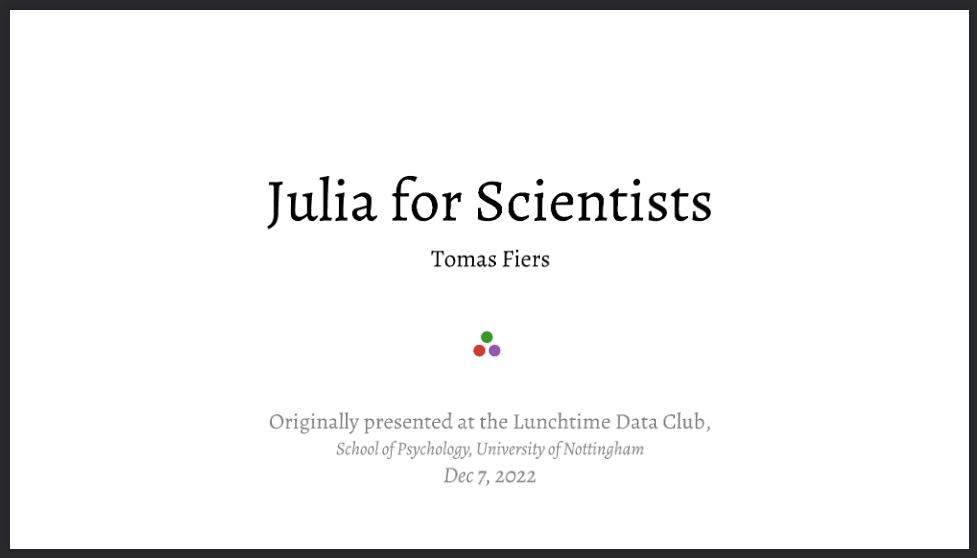 Julia for Scientists
Tomas Fiers
Originally presented at the Lunchtime Data Club,
School of Psychology, University of Nottingham
Dec 7, 2022